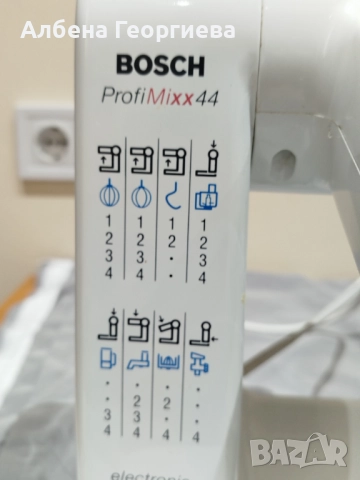 Албена Георгиева
BOSCH
ProfiMixx44
1 1 1 1
2 2 2 2
3 3 · 3
4 4 · 4
· · · ·
· 2 2 ·
3 3 · ·
4 4 4 4
electronic
bazar